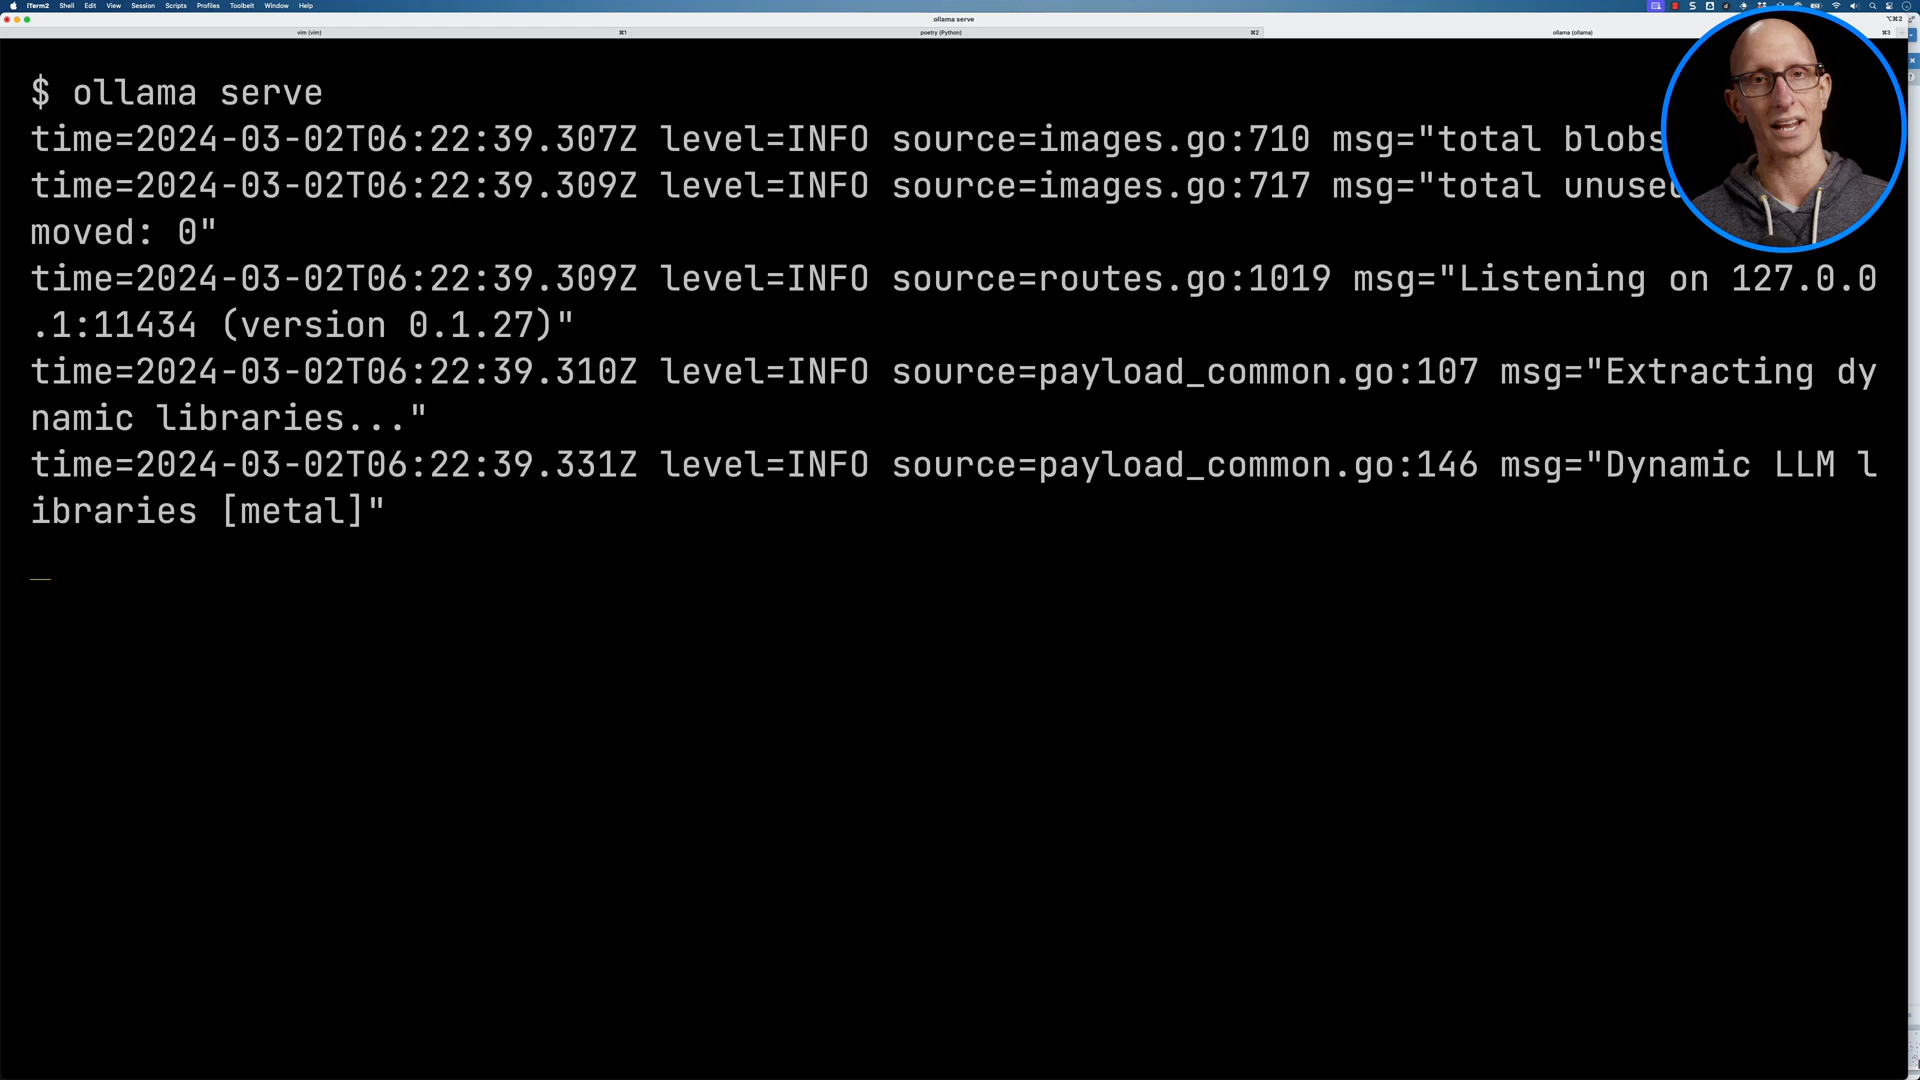 iTerm2 Shell Edit View Session Scripts Profiles Toolbelt Window Help
ollama serve
⌥⌘2
vim (vim) ⌘1 poetry (Python) ⌘2 ollama (ollama) ⌘3
$ ollama serve
time=2024-03-02T06:22:39.307Z level=INFO source=images.go:710 msg="total blobs
time=2024-03-02T06:22:39.309Z level=INFO source=images.go:717 msg="total unused
moved: 0"
time=2024-03-02T06:22:39.309Z level=INFO source=routes.go:1019 msg="Listening on 127.0.0
.1:11434 (version 0.1.27)"
time=2024-03-02T06:22:39.310Z level=INFO source=payload_common.go:107 msg="Extracting dy
namic libraries..."
time=2024-03-02T06:22:39.331Z level=INFO source=payload_common.go:146 msg="Dynamic LLM l
ibraries [metal]"